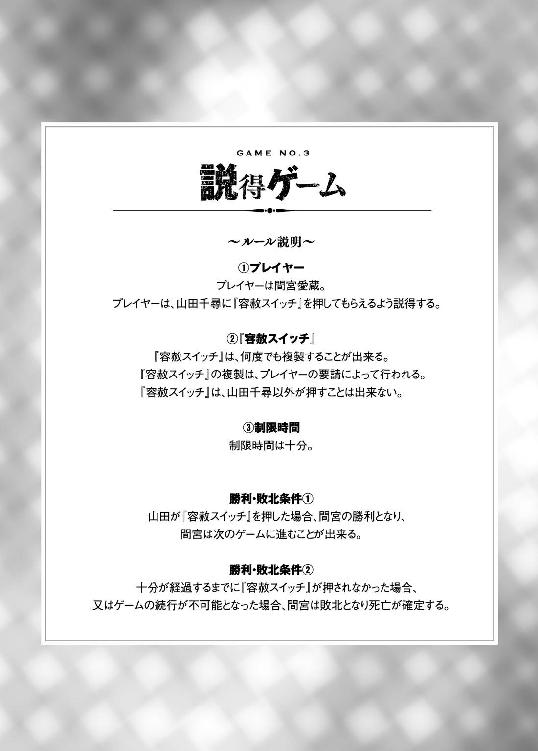 GAME NO.3
説得ゲーム
〜ルール説明〜
①プレイヤー
プレイヤーは間宮愛蔵。
プレイヤーは、山田千尋に『容赦スイッチ』を押してもらえるよう説得する。
②『容赦スイッチ』
『容赦スイッチ』は、何度でも複製することが出来る。
『容赦スイッチ』の複製は、プレイヤーの要請によって行われる。
『容赦スイッチ』は、山田千尋以外が押すことは出来ない。
③制限時間
制限時間は十分。
勝利・敗北条件①
山田が『容赦スイッチ』を押した場合、間宮の勝利となり、
間宮は次のゲームに進むことが出来る。
勝利・敗北条件②
十分が経過するまでに『容赦スイッチ』が押されなかった場合、
又はゲームの続行が不可能となった場合、間宮は敗北となり死亡が確定する。